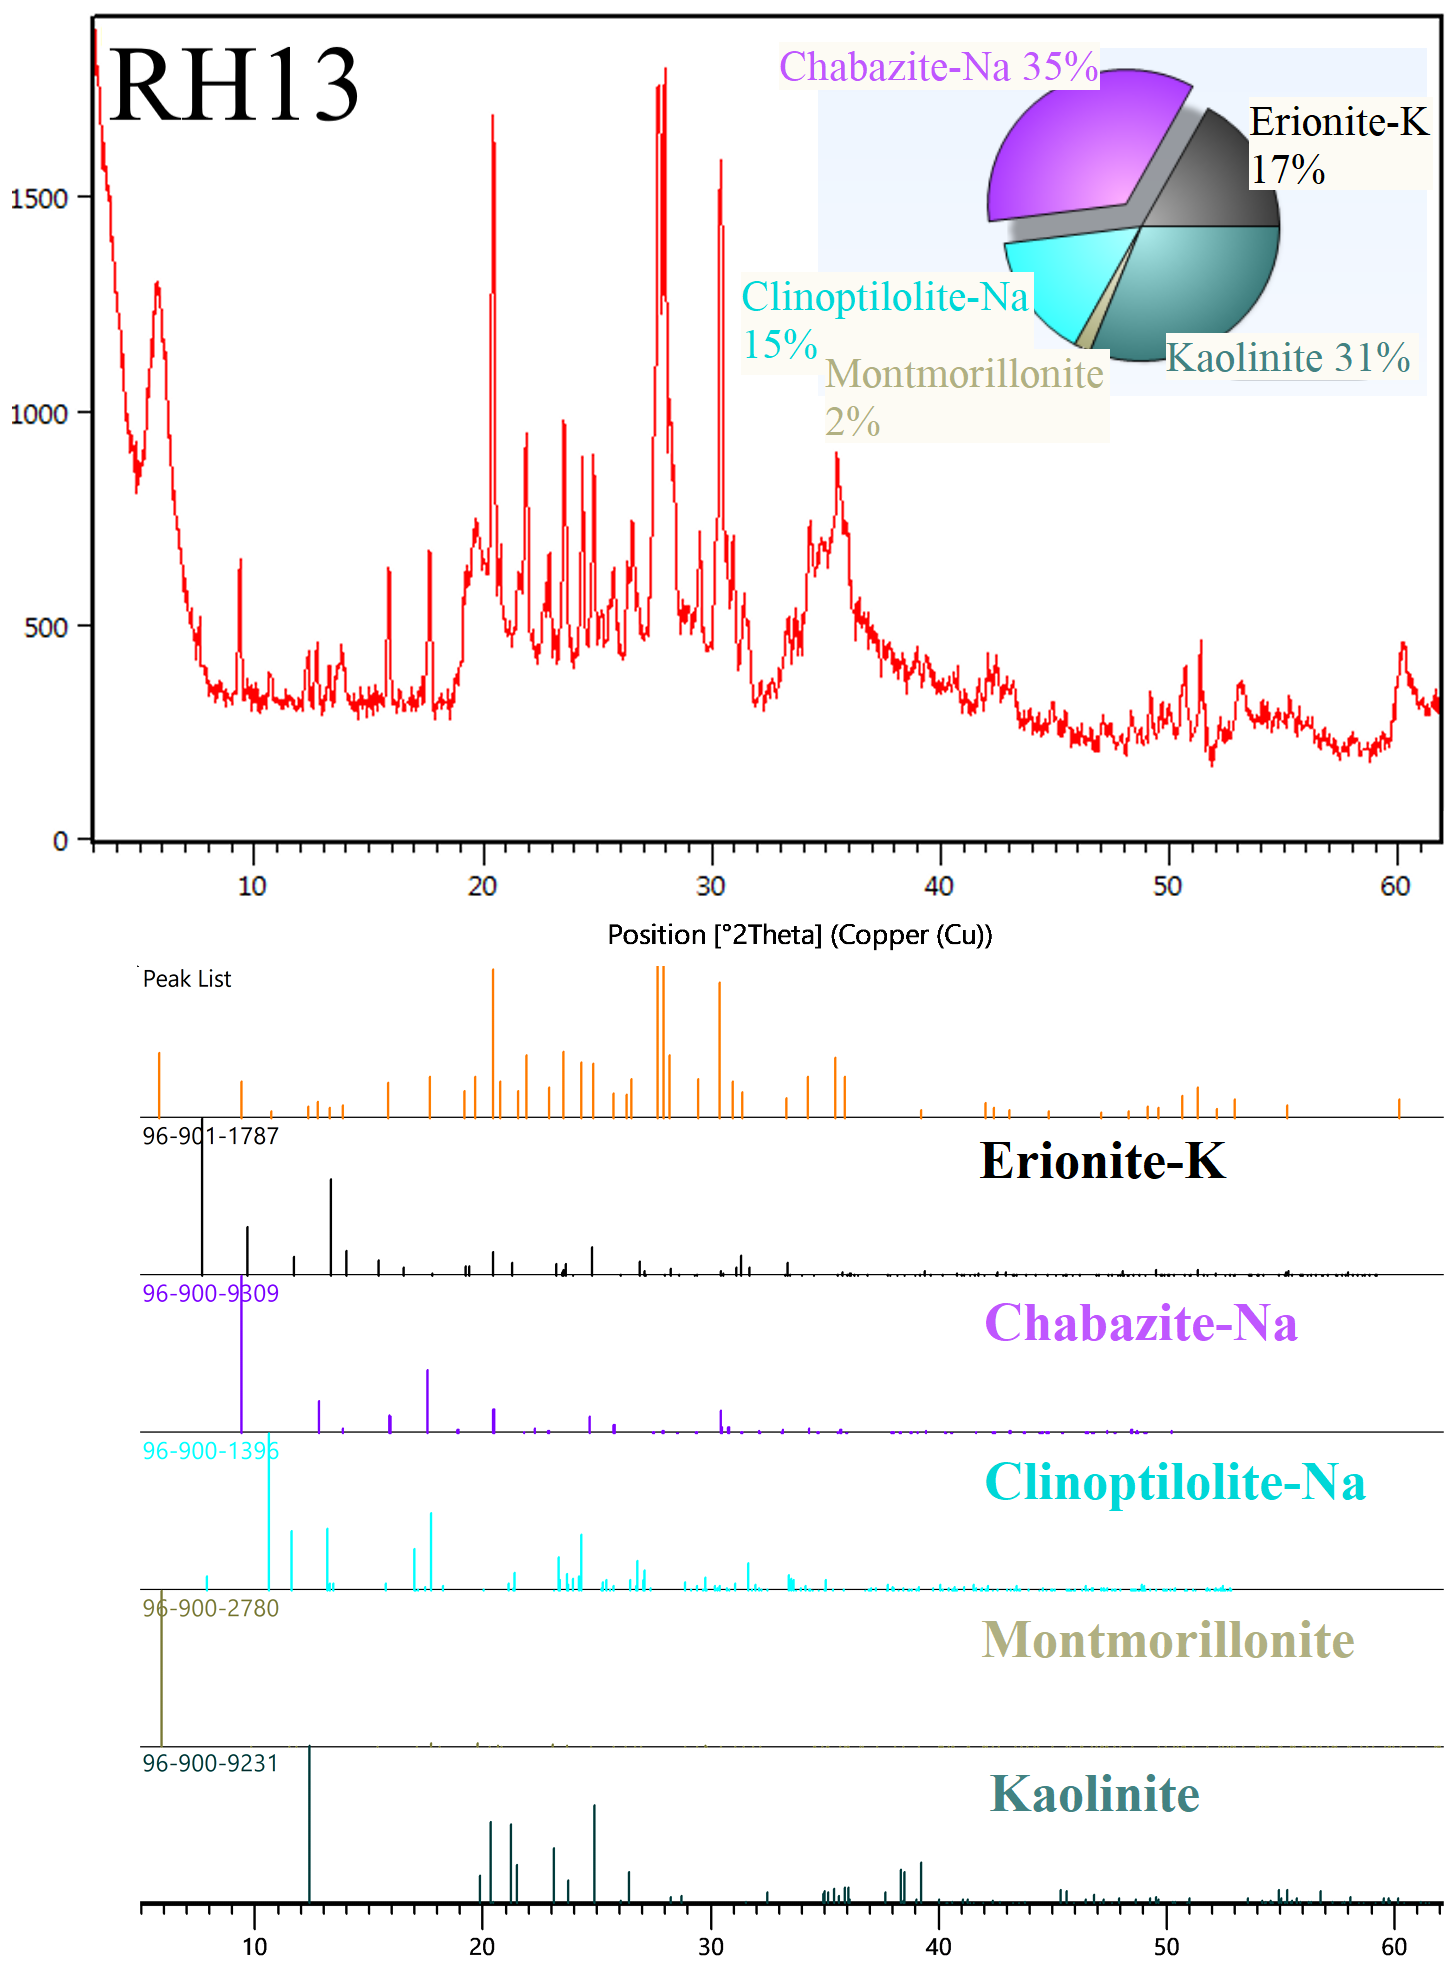 RH13
Chabazite-Na 35%
Erionite-K
17%
Clinoptilolite-Na
15%
Montmorillonite
2%
Kaolinite 31%
1500
1000
500
0
10 20 30 40 50 60
Position [°2Theta] (Copper (Cu))
Peak List
96-901-1787
Erionite-K
96-900-9309
Chabazite-Na
96-900-1396
Clinoptilolite-Na
96-900-2780
Montmorillonite
96-900-9231
Kaolinite
10 20 30 40 50 60